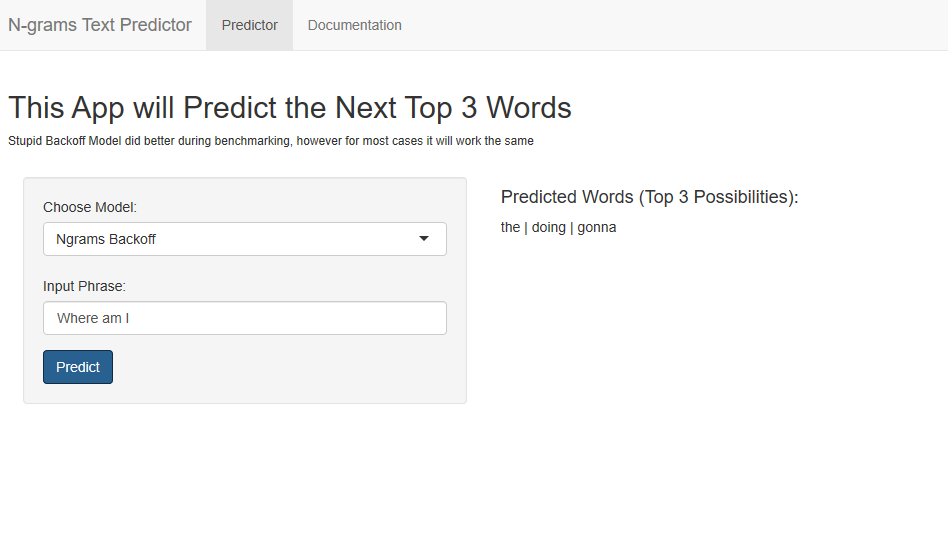 N-grams Text Predictor Predictor Documentation
This App will Predict the Next Top 3 Words
Stupid Backoff Model did better during benchmarking, however for most cases it will work the same
Choose Model:
Ngrams Backoff
Input Phrase:
Where am I
Predict
Predicted Words (Top 3 Possibilities):
the | doing | gonna